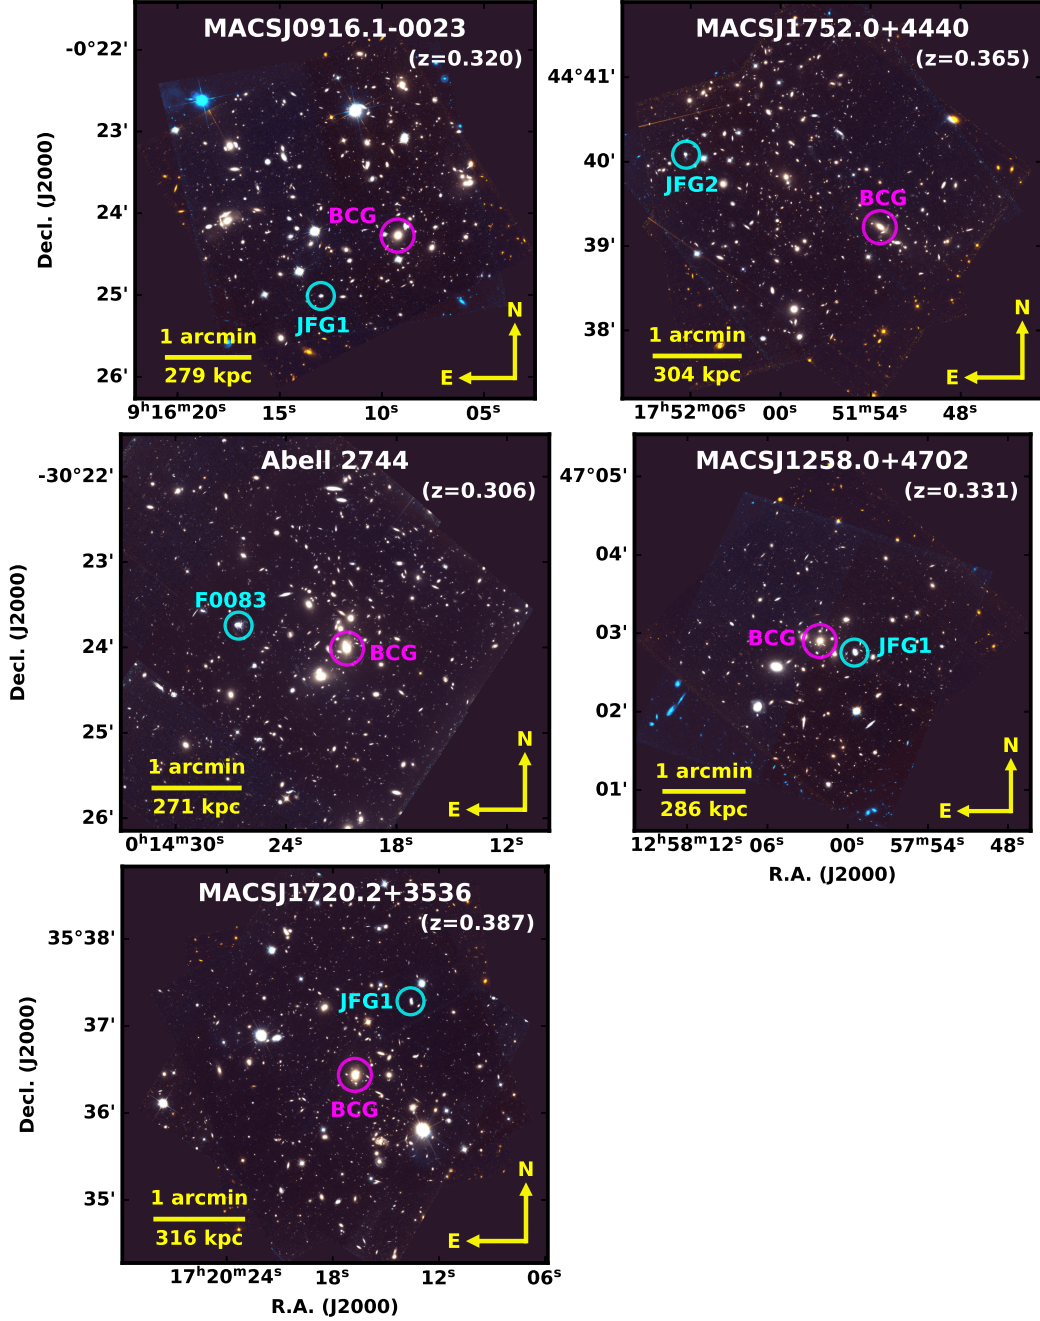 MACSJ0916.1-0023
(z=0.320)
-0°22'
23'
24'
25'
26'
Decl. (J2000)
BCG
JFG1
1 arcmin
279 kpc
N
E
9ʰ16ᵐ20ˢ 15ˢ 10ˢ 05ˢ
MACSJ1752.0+4440
(z=0.365)
44°41'
40'
39'
38'
JFG2
BCG
1 arcmin
304 kpc
N
E
17ʰ52ᵐ06ˢ 00ˢ 51ᵐ54ˢ 48ˢ
Abell 2744
(z=0.306)
-30°22'
23'
24'
25'
26'
Decl. (J2000)
F0083
BCG
1 arcmin
271 kpc
N
E
0ʰ14ᵐ30ˢ 24ˢ 18ˢ 12ˢ
MACSJ1258.0+4702
(z=0.331)
47°05'
04'
03'
02'
01'
BCG
JFG1
1 arcmin
286 kpc
N
E
12ʰ58ᵐ12ˢ 06ˢ 00ˢ 57ᵐ54ˢ 48ˢ
R.A. (J2000)
MACSJ1720.2+3536
(z=0.387)
35°38'
37'
36'
35'
Decl. (J2000)
JFG1
BCG
1 arcmin
316 kpc
N
E
17ʰ20ᵐ24ˢ 18ˢ 12ˢ 06ˢ
R.A. (J2000)